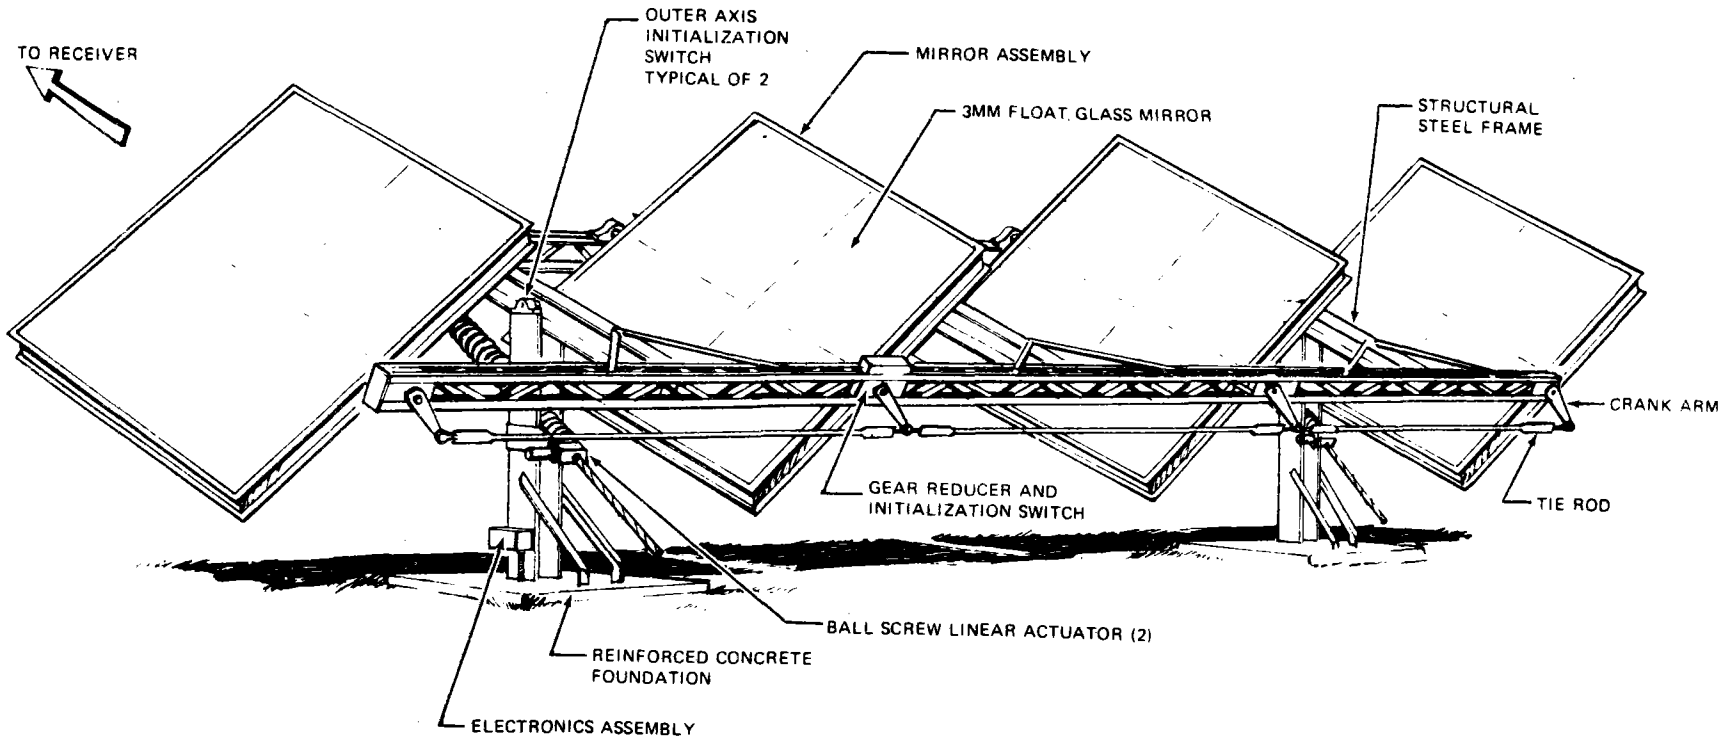 TO RECEIVER
OUTER AXIS
INITIALIZATION
SWITCH
TYPICAL OF 2
MIRROR ASSEMBLY
3MM FLOAT GLASS MIRROR
STRUCTURAL
STEEL FRAME
CRANK ARM
TIE ROD
GEAR REDUCER AND
INITIALIZATION SWITCH
BALL SCREW LINEAR ACTUATOR (2)
REINFORCED CONCRETE
FOUNDATION
ELECTRONICS ASSEMBLY